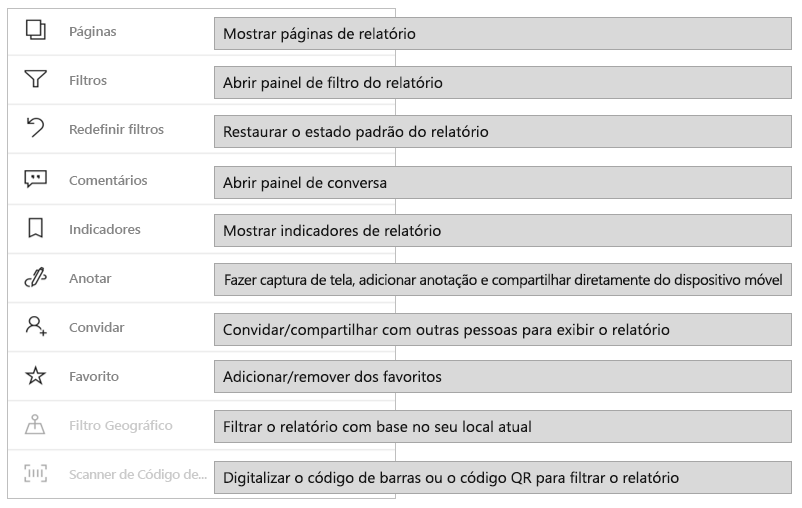 Páginas Mostrar páginas de relatório
Filtros Abrir painel de filtro do relatório
Redefinir filtros Restaurar o estado padrão do relatório
Comentários Abrir painel de conversa
Indicadores Mostrar indicadores de relatório
Anotar Fazer captura de tela, adicionar anotação e compartilhar diretamente do dispositivo móvel
Convidar Convidar/compartilhar com outras pessoas para exibir o relatório
Favorito Adicionar/remover dos favoritos
Filtro Geográfico Filtrar o relatório com base no seu local atual
Scanner de Código de... Digitalizar o código de barras ou o código QR para filtrar o relatório